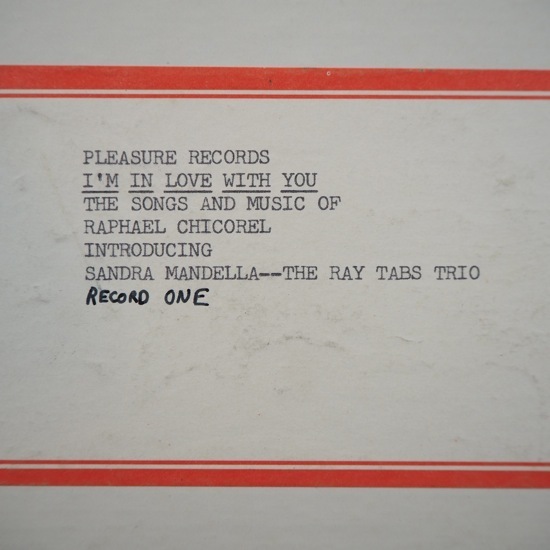 PLEASURE RECORDS
I'M IN LOVE WITH YOU
THE SONGS AND MUSIC OF
RAPHAEL CHICOREL
INTRODUCING
SANDRA MANDELLA--THE RAY TABS TRIO
RECORD ONE